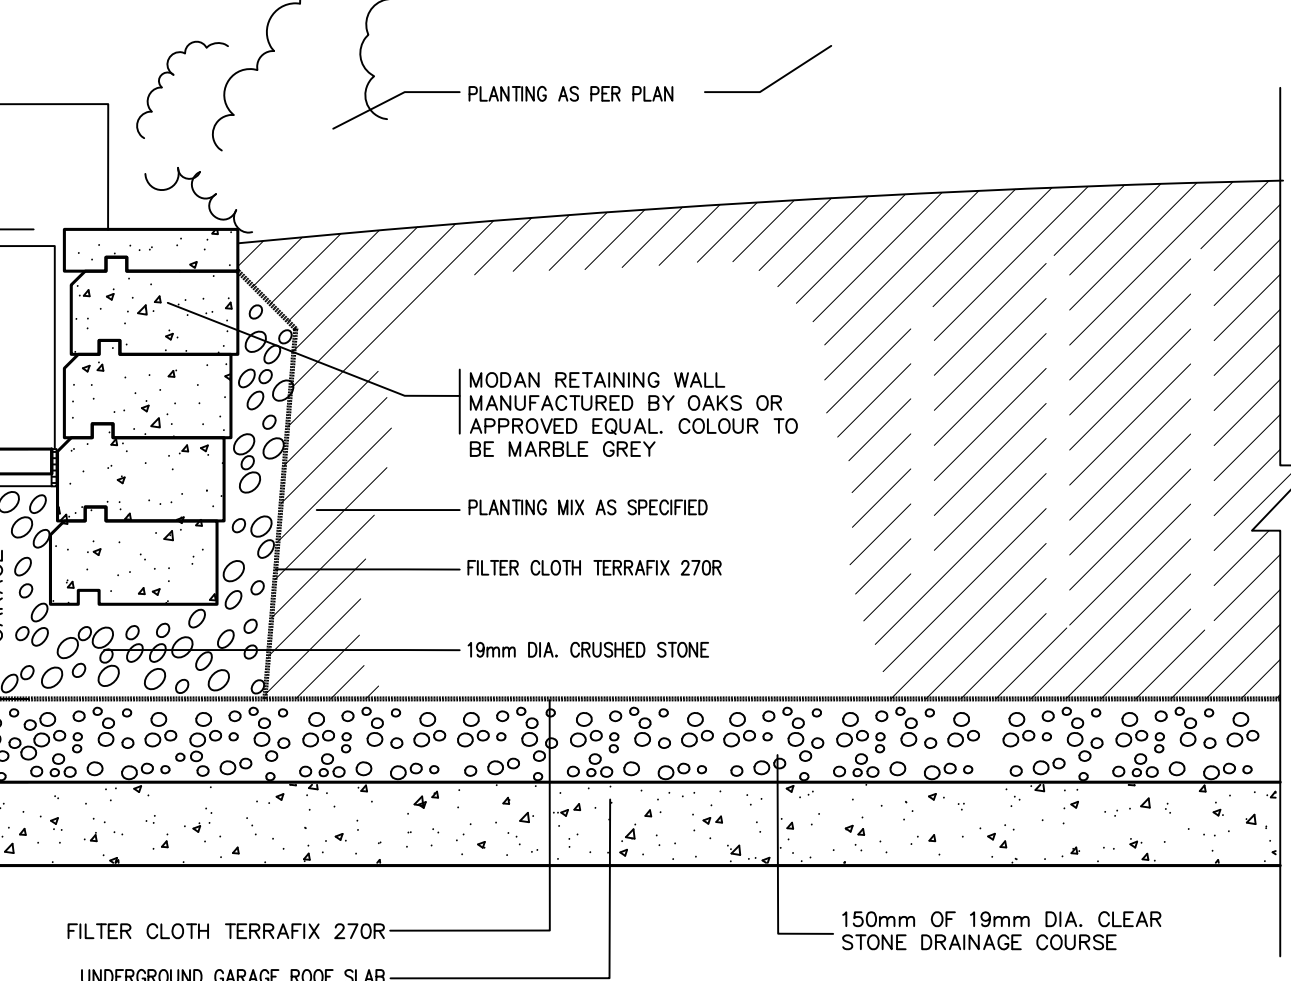 PLANTING AS PER PLAN
MODAN RETAINING WALL
MANUFACTURED BY OAKS OR
APPROVED EQUAL. COLOUR TO
BE MARBLE GREY
PLANTING MIX AS SPECIFIED
FILTER CLOTH TERRAFIX 270R
19mm DIA. CRUSHED STONE
FILTER CLOTH TERRAFIX 270R
150mm OF 19mm DIA. CLEAR
STONE DRAINAGE COURSE
UNDERGROUND GARAGE ROOF SLAB